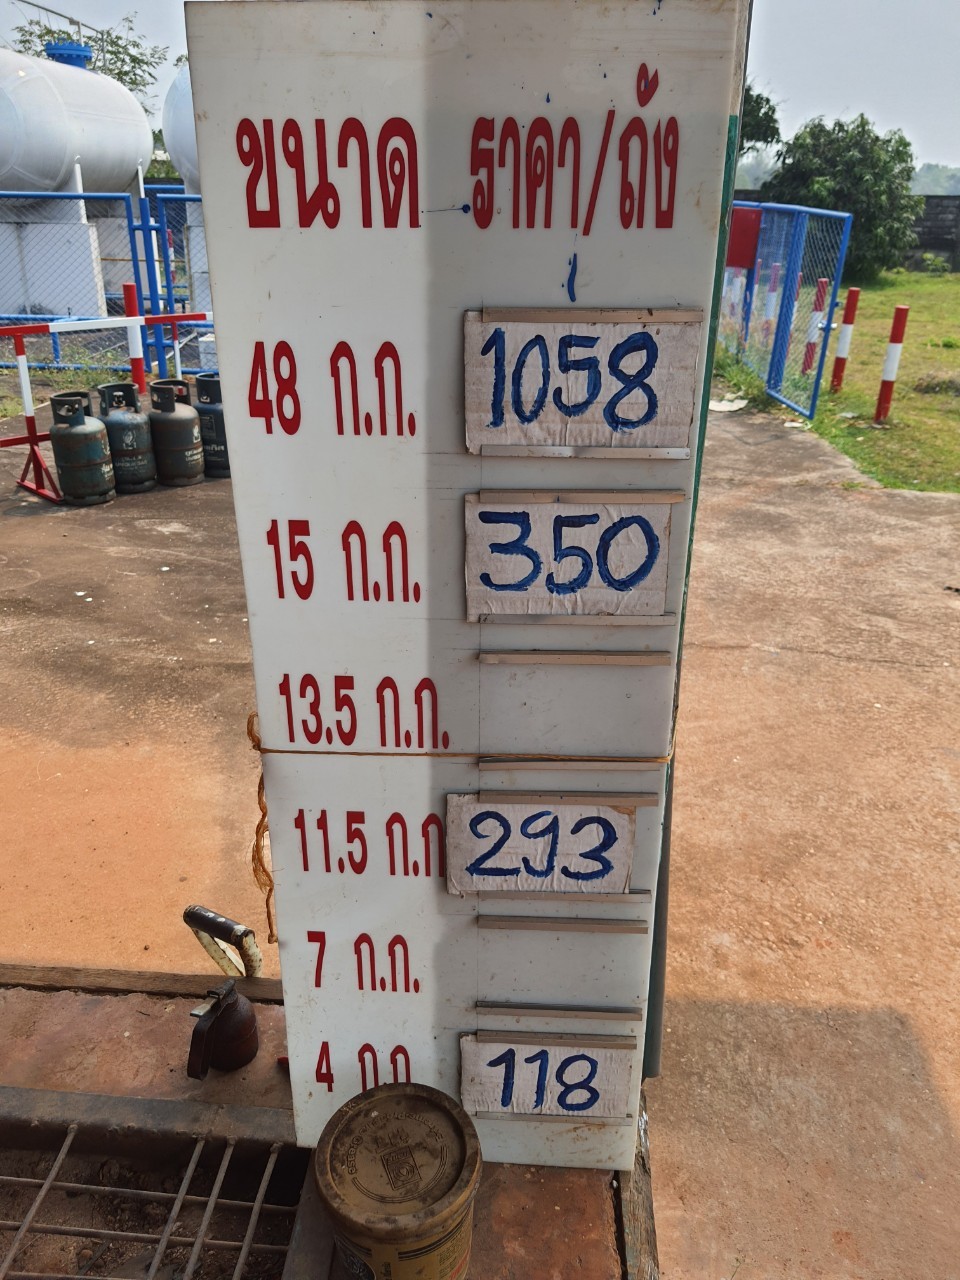 ขนาด ราคา/ถัง
48 ก.ก. 1058
15 ก.ก. 350
13.5 ก.ก.
11.5 ก.ก 293
7 ก.ก.
4 ก.ก 118